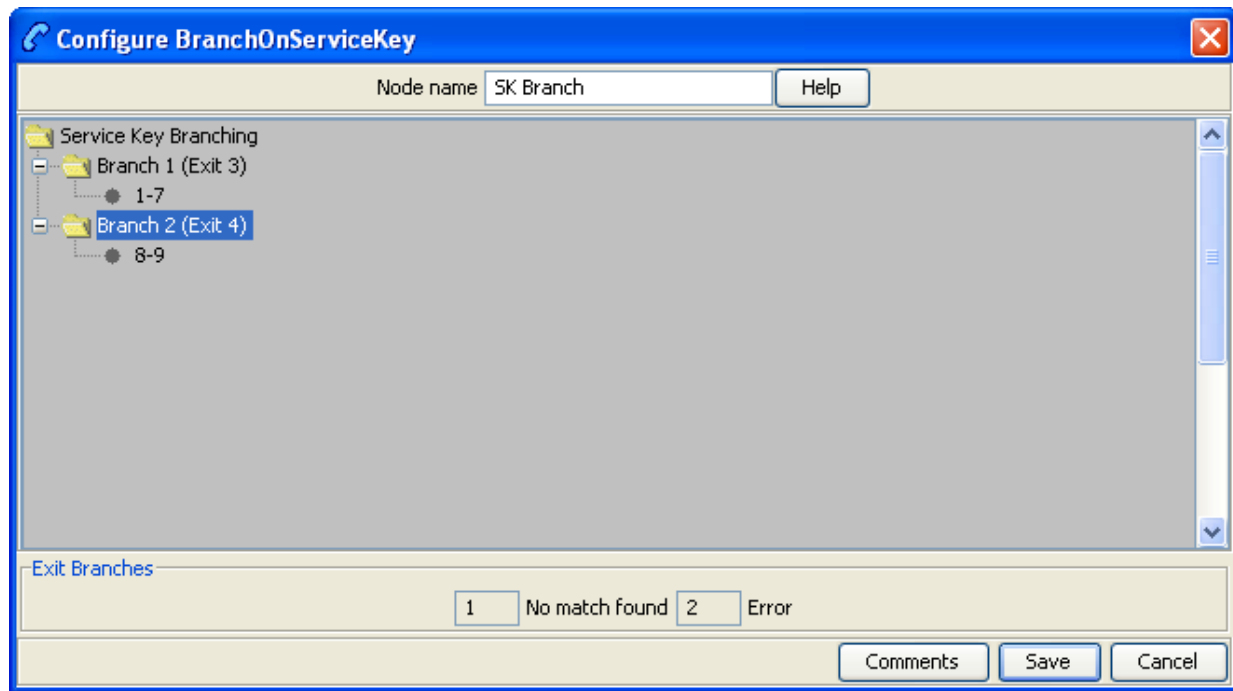 Configure BranchOnServiceKey
Node name SK Branch Help
Service Key Branching
Branch 1 (Exit 3)
1-7
Branch 2 (Exit 4)
8-9
Exit Branches
1 No match found 2 Error
Comments Save Cancel